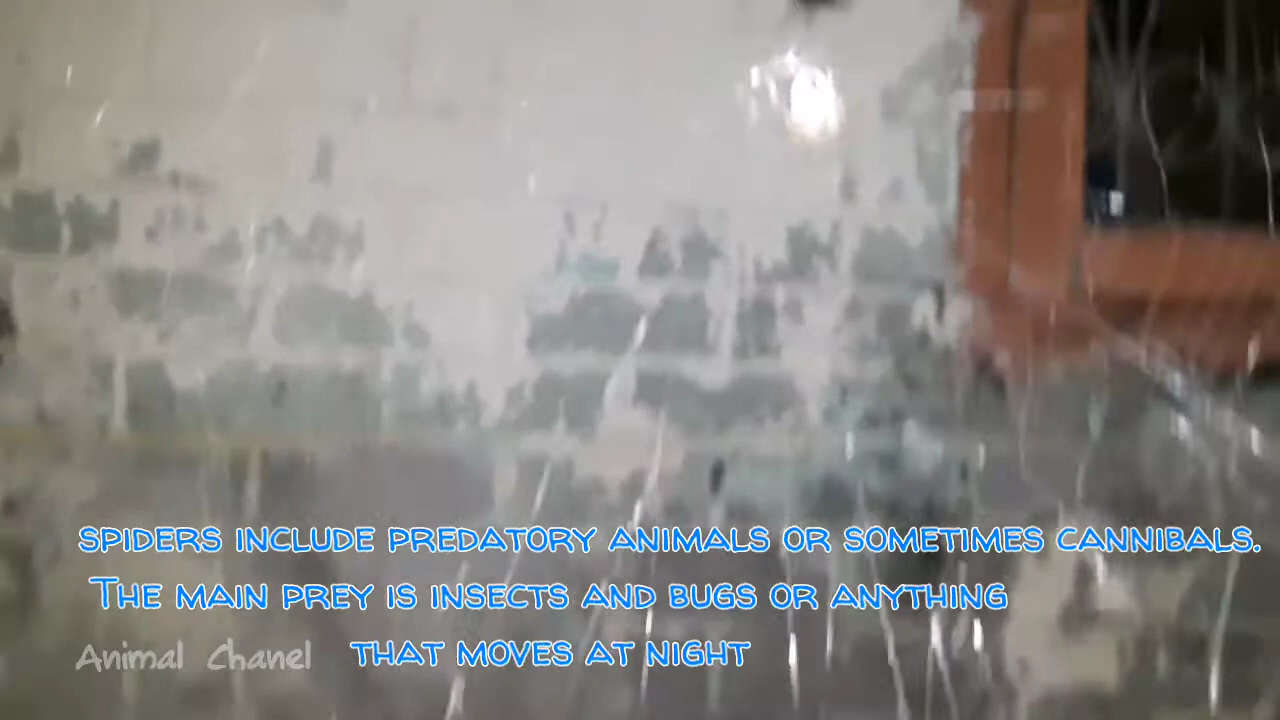 SPIDERS INCLUDE PREDATORY ANIMALS OR SOMETIMES CANNIBALS.
THE MAIN PREY IS INSECTS AND BUGS OR ANYTHING
THAT MOVES AT NIGHT
Animal Chanel